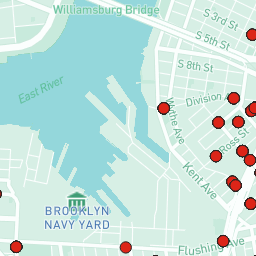 Williamsburg Bridge
S 3rd St
S 5th St
S 8th St
East River
Division
Wythe Ave
Ross St
Kent Ave
BROOKLYN
NAVY YARD
Flushing Ave